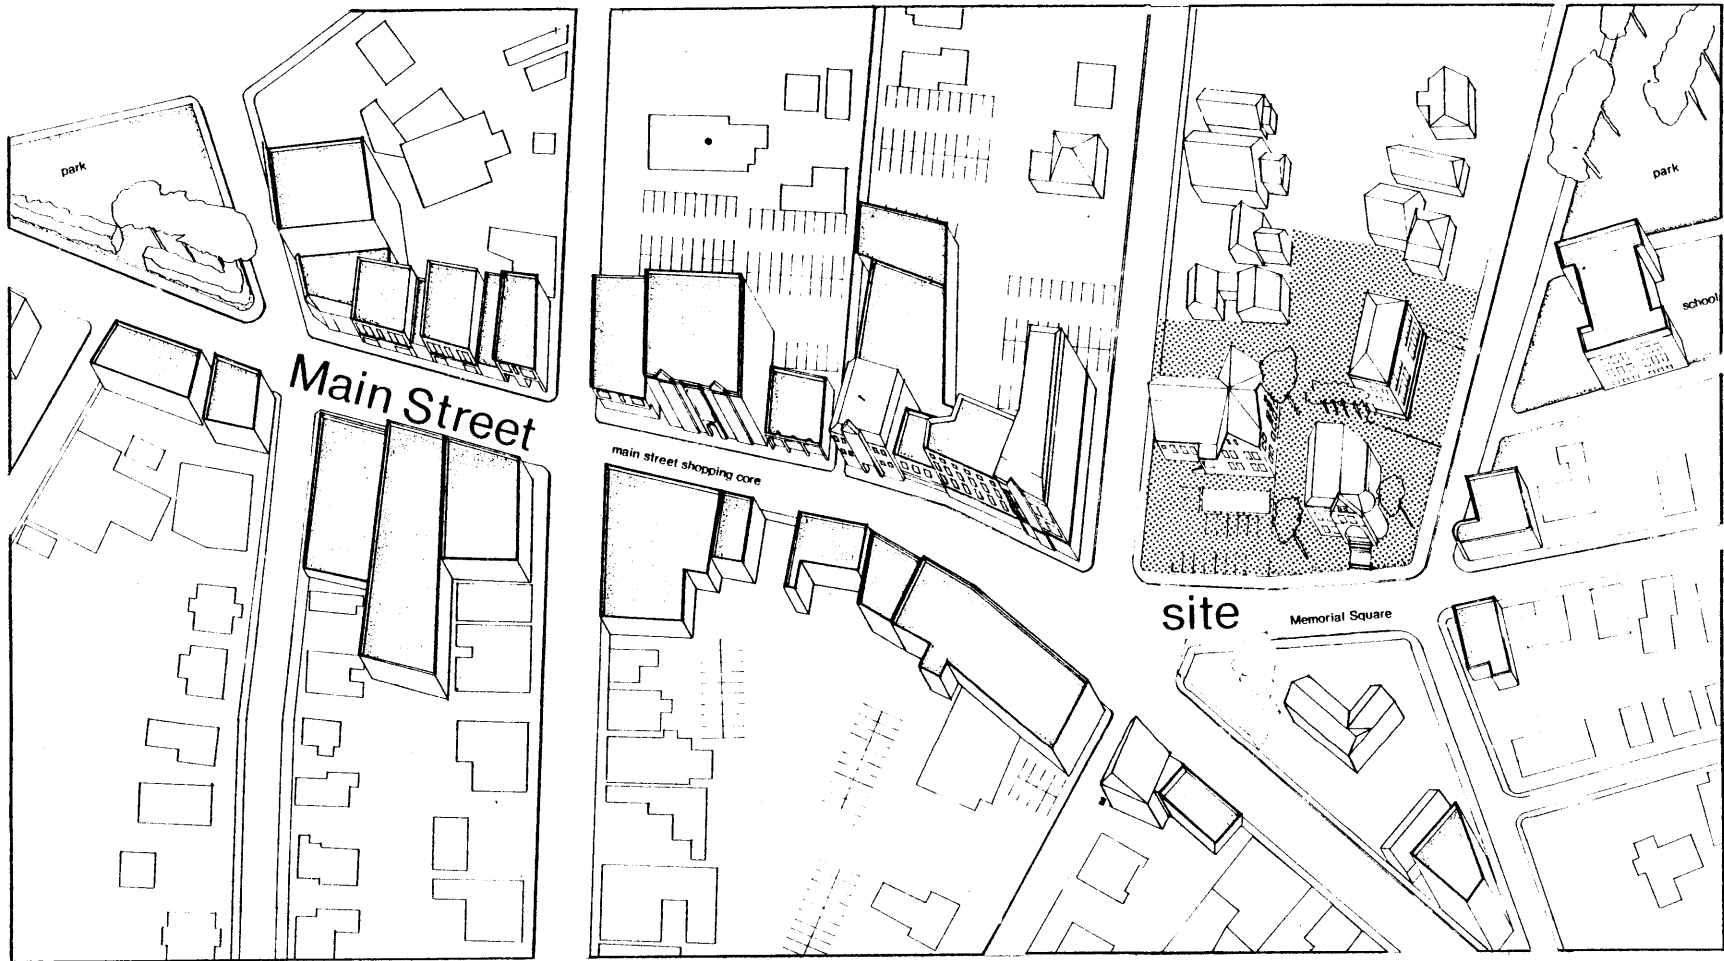 park
park
school
Main Street
main street shopping core
site
Memorial Square